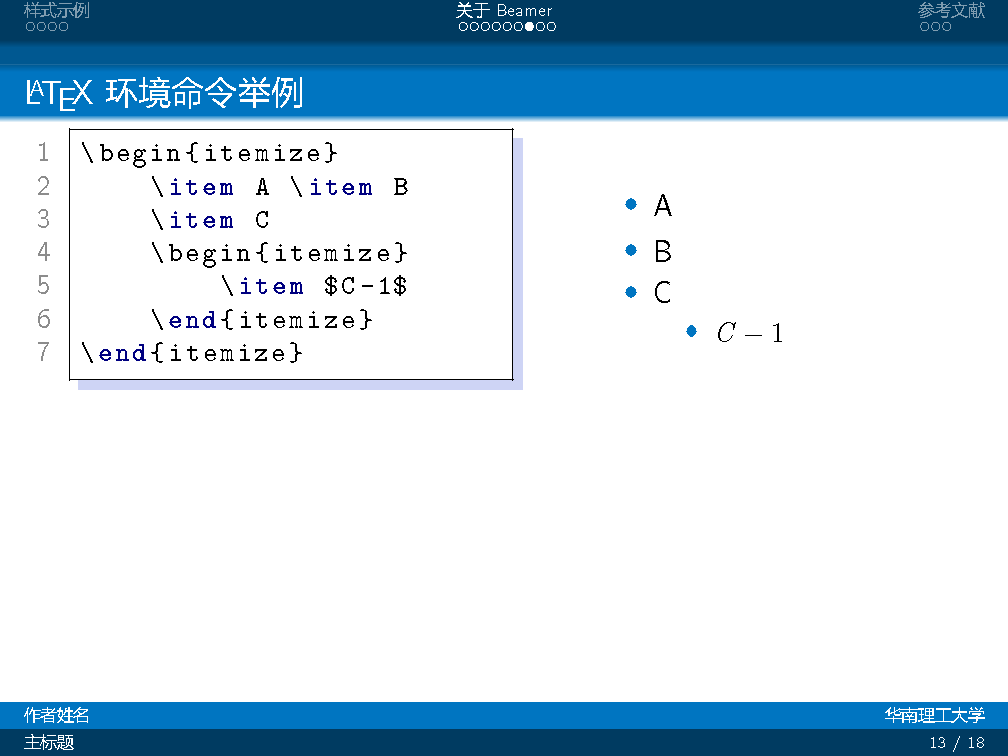 样式示例 关于 Beamer 参考文献
LATEX 环境命令举例
1 \begin{itemize}
2 \item A \item B
3 \item C
4 \begin{itemize}
5 \item $C-1$
6 \end{itemize}
7 \end{itemize}
• A
• B
• C
• C − 1
作者姓名 华南理工大学
主标题 13 / 18